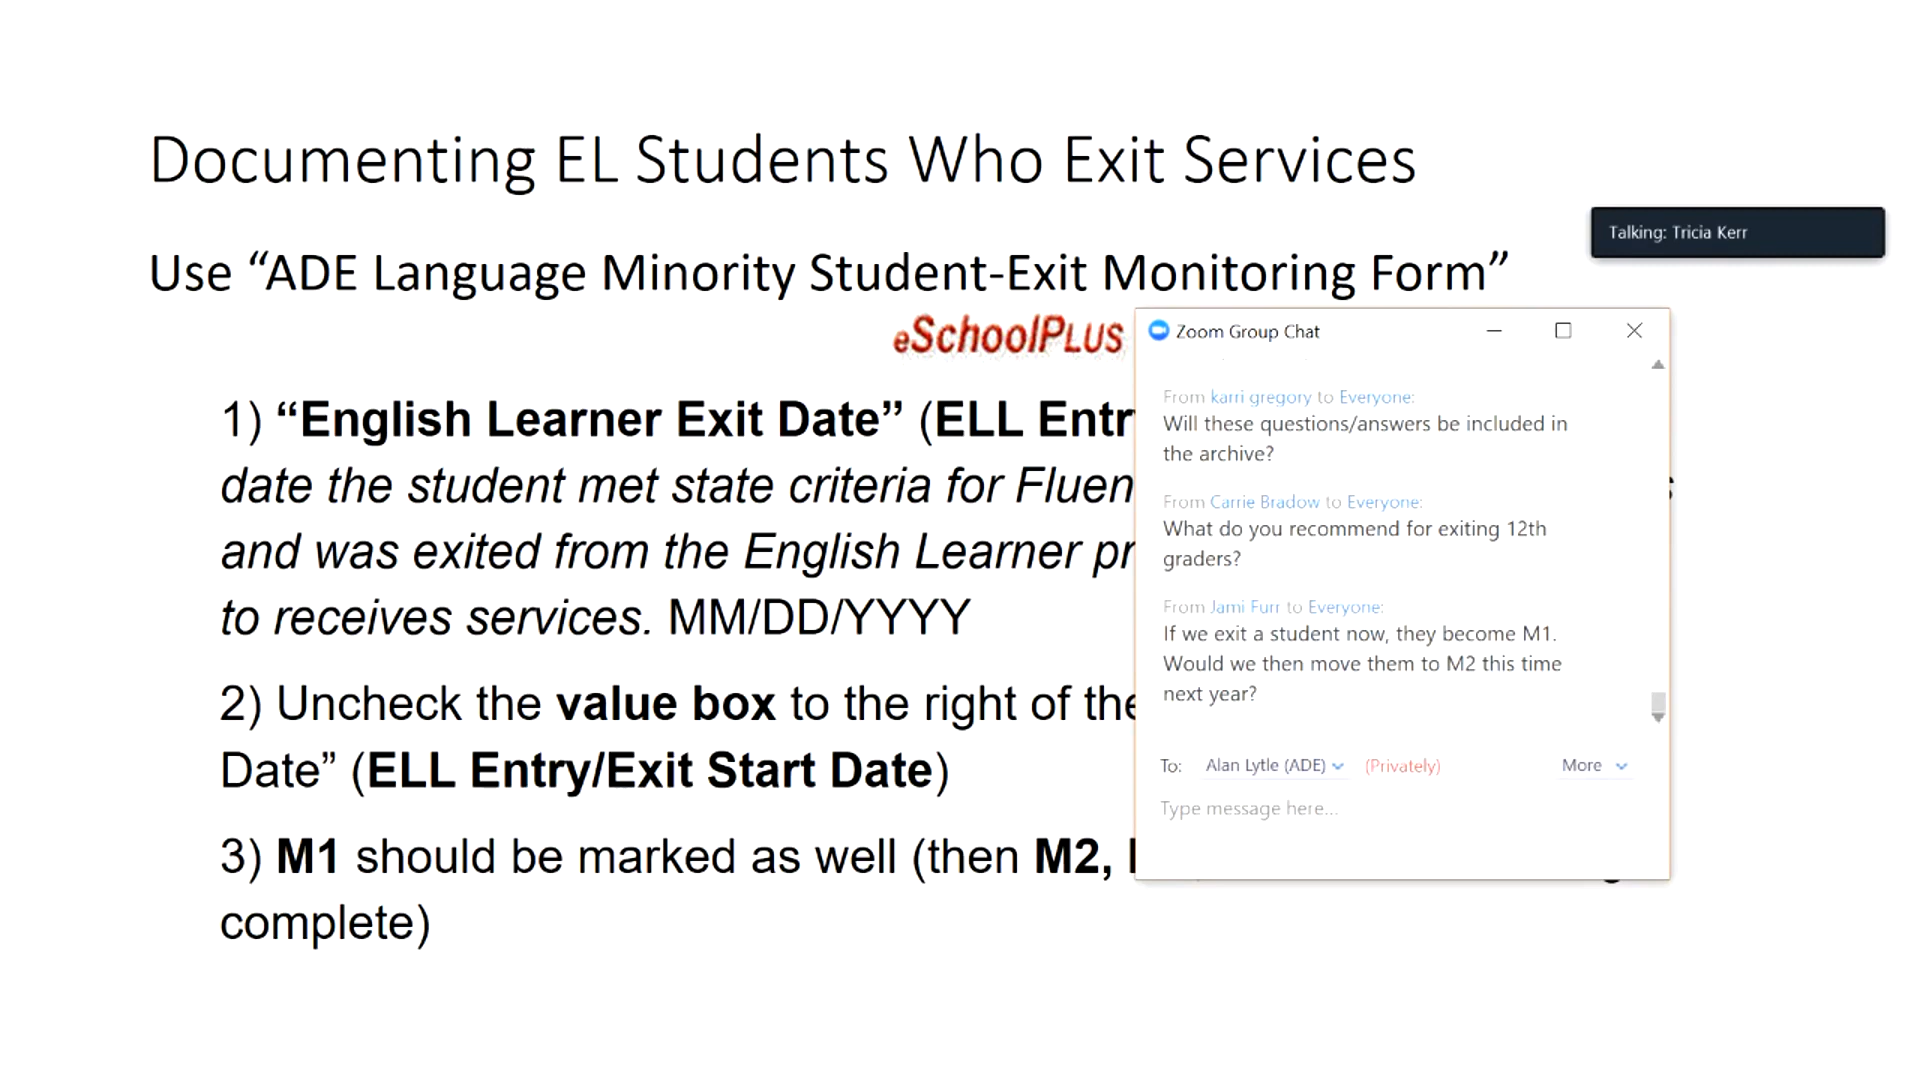 Documenting EL Students Who Exit Services
Talking: Tricia Kerr
Use “ADE Language Minority Student-Exit Monitoring Form”
eSchoolPLUS
1) “English Learner Exit Date” (ELL
date the student met state criteria for
and was exited from the English Learner
to receives services. MM/DD/YYYY
2) Uncheck the value box to the right of
Date” (ELL Entry/Exit Start Date)
3) M1 should be marked as well (then M2,
complete)
Zoom Group Chat
From karri gregory to Everyone:
Will these questions/answers be included in
the archive?
From Carrie Bradow to Everyone:
What do you recommend for exiting 12th
graders?
From Jami Furr to Everyone:
If we exit a student now, they become M1.
Would we then move them to M2 this time
next year?
To: Alan Lytle (ADE) (Privately) More
Type message here...